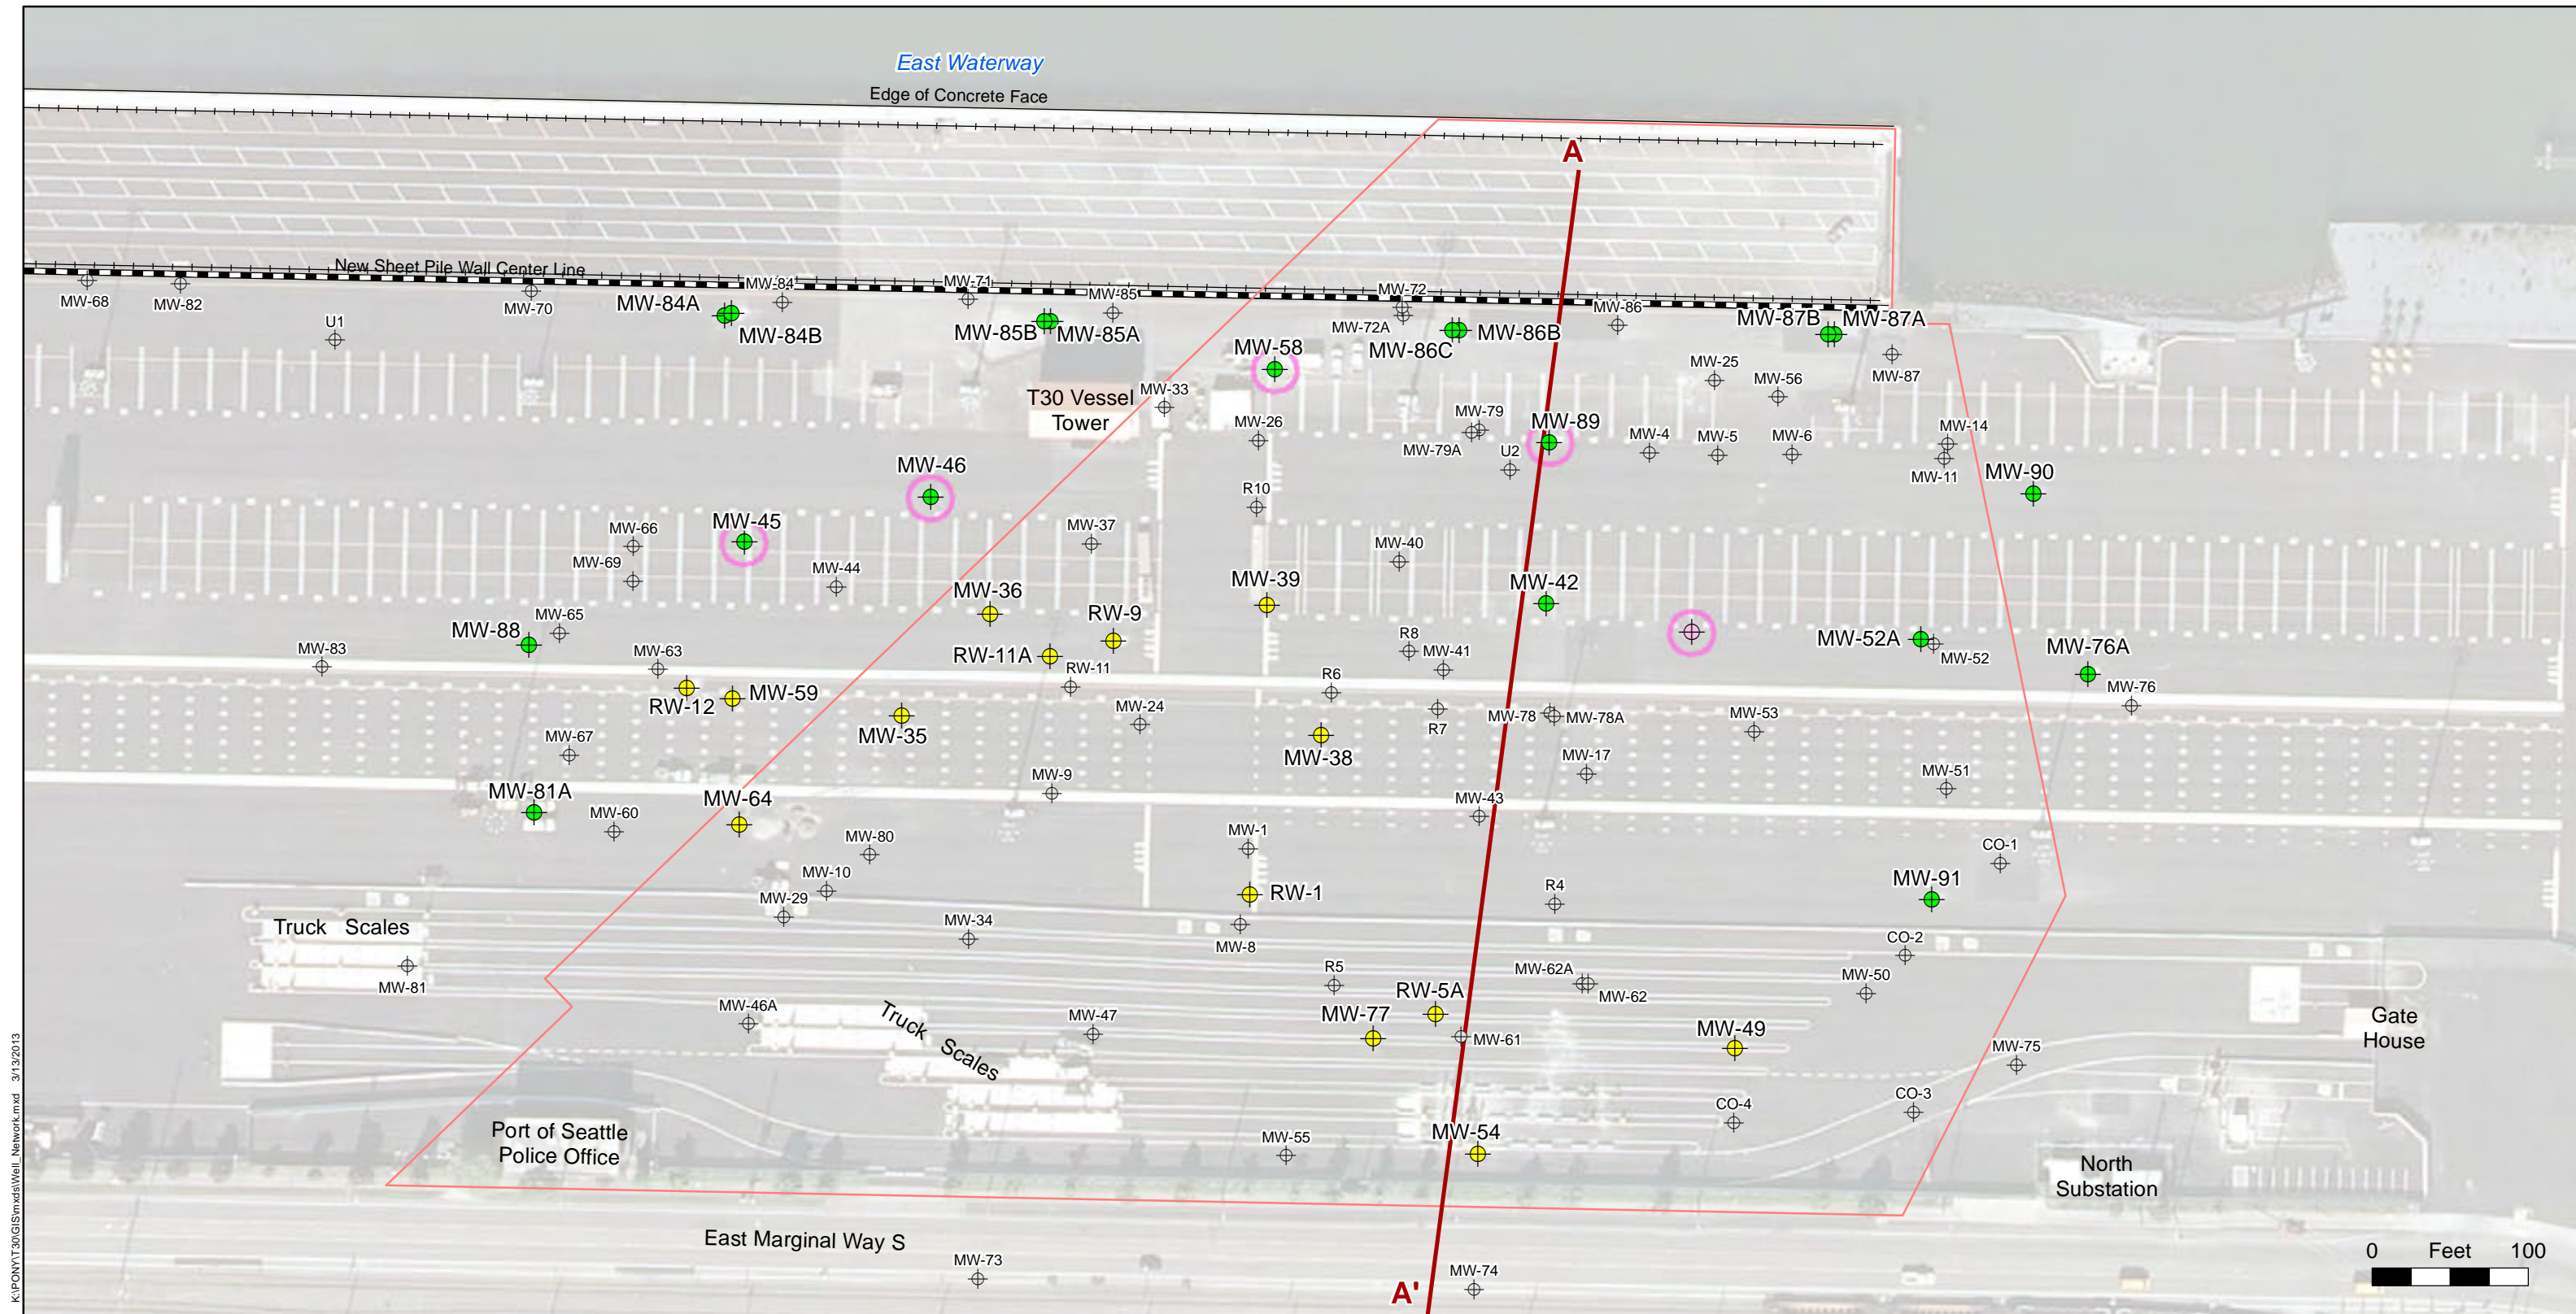 East Waterway
Edge of Concrete Face
A
New Sheet Pile Wall Center Line
MW-68
MW-82
U1
MW-70
MW-84A
MW-84
MW-84B
MW-71
MW-85
MW-85B
MW-85A
MW-72
MW-72A
MW-86C
MW-86B
MW-86
MW-87B
MW-87A
MW-87
MW-58
MW-25
MW-56
T30 Vessel
Tower
MW-33
MW-26
MW-79
MW-79A
U2
MW-89
MW-4
MW-5
MW-6
MW-14
MW-11
MW-90
MW-46
MW-45
R10
MW-66
MW-69
MW-44
MW-37
MW-40
MW-36
MW-39
MW-42
MW-88
MW-65
RW-9
R8
MW-41
MW-52A
MW-52
MW-76A
MW-83
MW-63
RW-11A
RW-11
R6
MW-76
RW-12
MW-59
MW-35
MW-24
R7
MW-78
MW-78A
MW-53
MW-67
MW-38
MW-17
MW-9
MW-51
MW-81A
MW-60
MW-64
MW-43
MW-80
MW-1
CO-1
MW-10
MW-29
RW-1
R4
MW-91
Truck Scales
MW-34
MW-8
CO-2
MW-81
R5
MW-62A
MW-62
MW-50
MW-46A
Truck Scales
MW-47
MW-77
RW-5A
MW-61
MW-49
MW-75
Gate
House
CO-4
CO-3
Port of Seattle
Police Office
MW-55
MW-54
North
Substation
East Marginal Way S
MW-73
MW-74
A'
0 Feet 100
K:\PONY\T30\GIS\mxds\Well_Network.mxd 3/13/2013